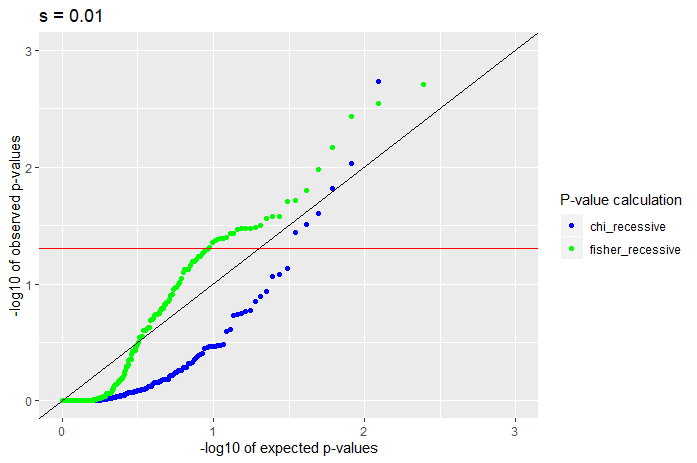 s = 0.01
-log10 of observed p-values
3
2
1
0
0
1
2
3
-log10 of expected p-values
P-value calculation
chi_recessive
fisher_recessive